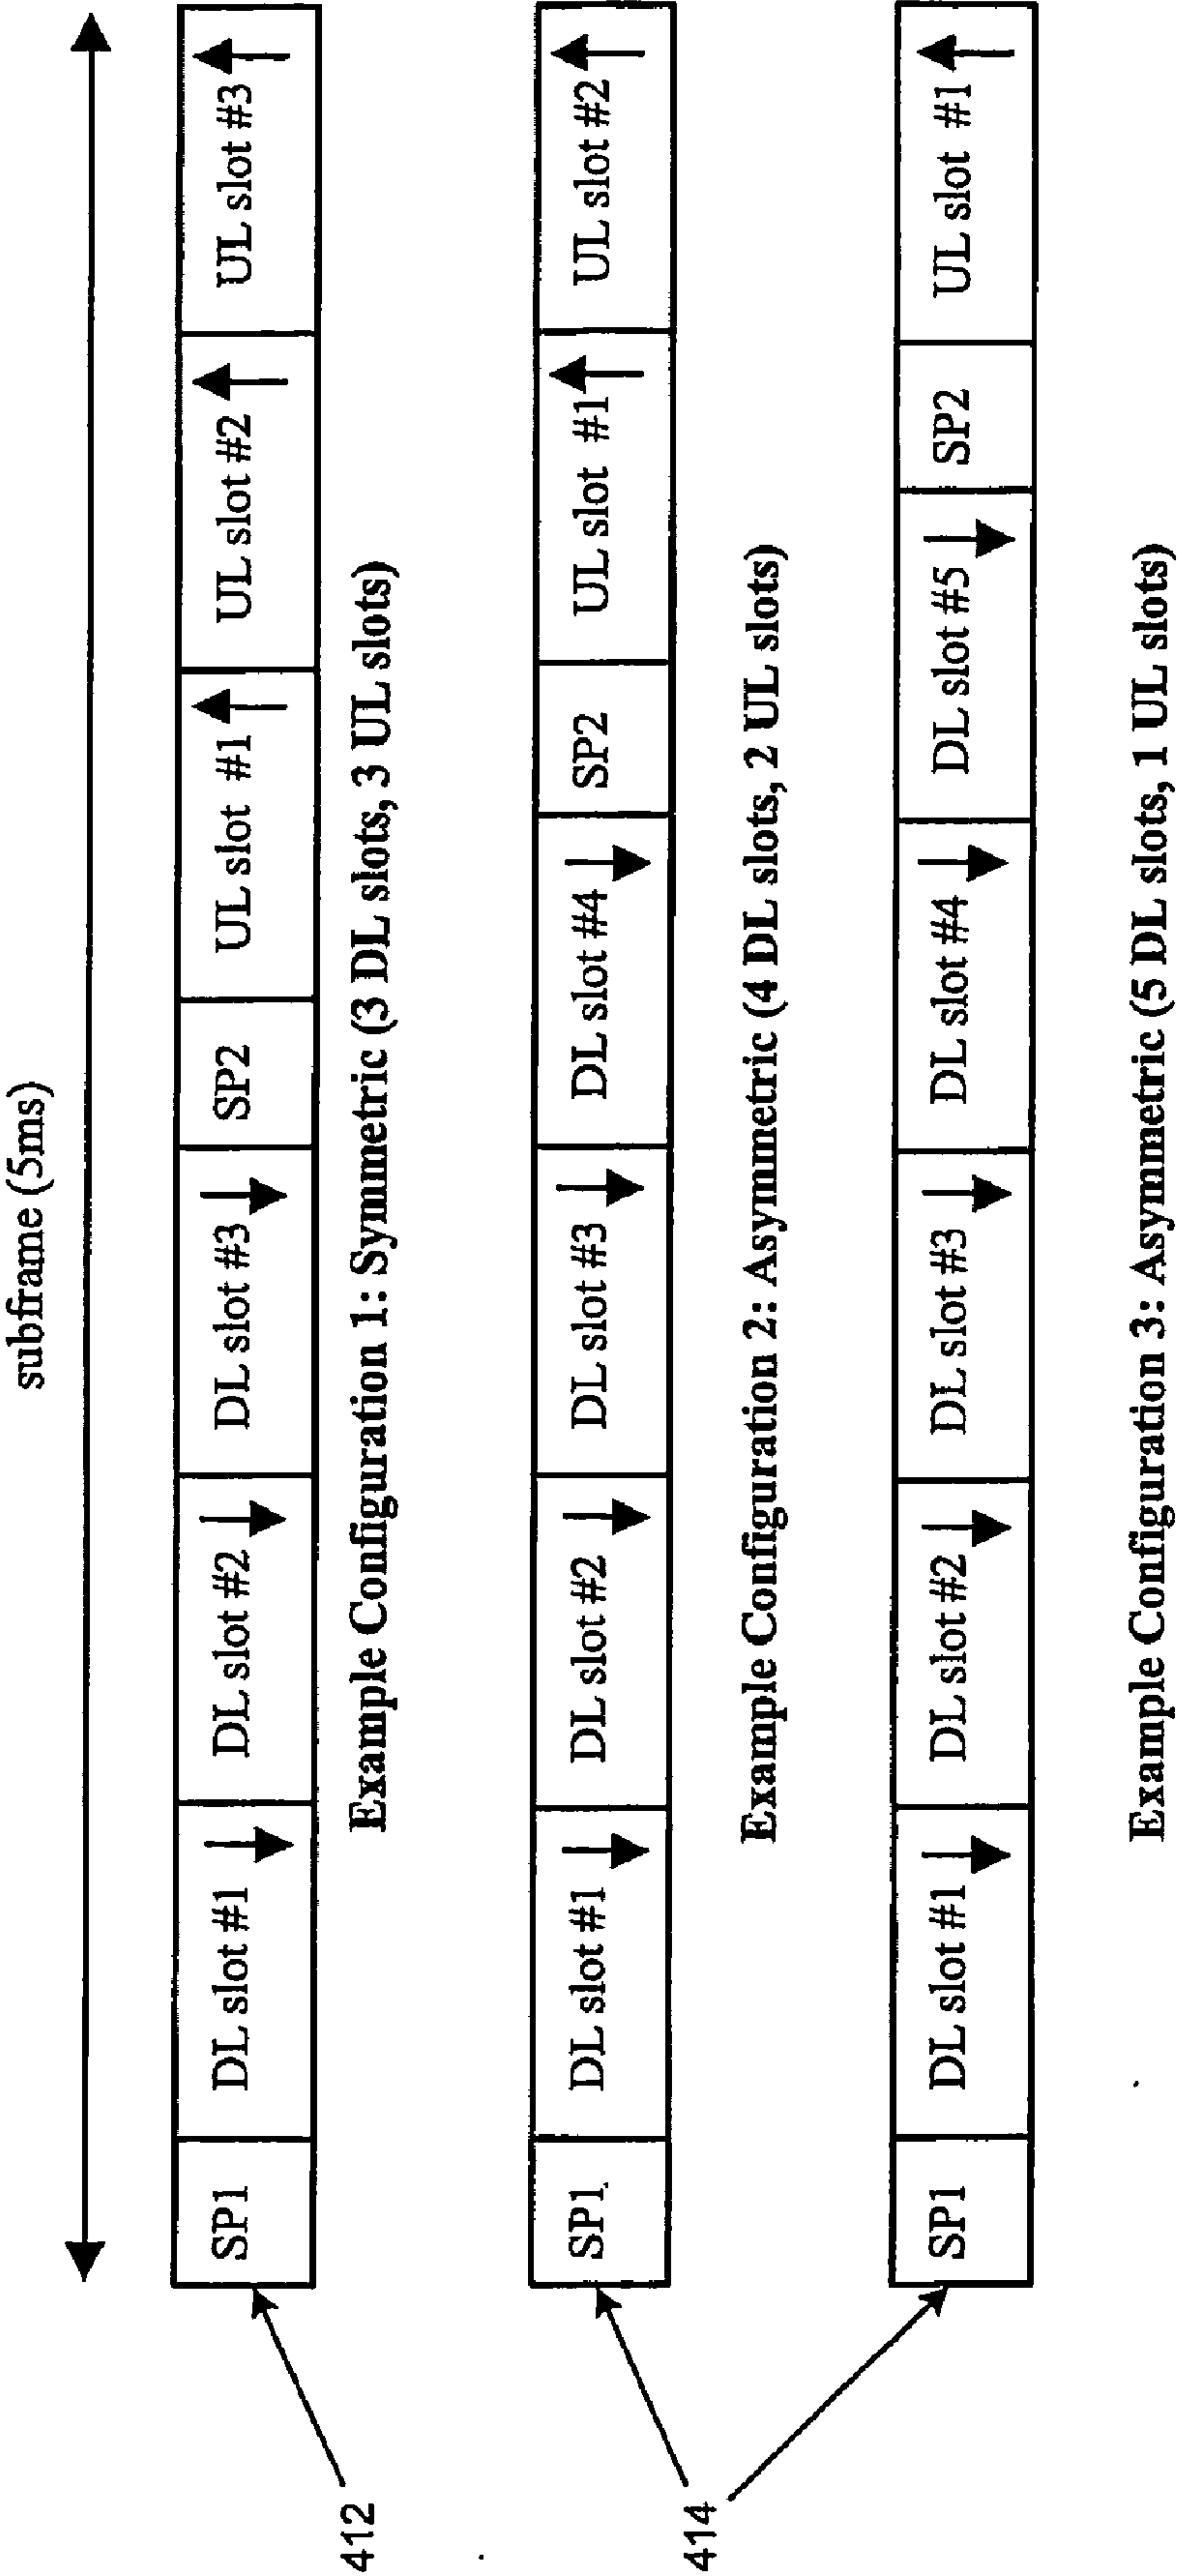 subframe (5ms)
412
SP1 DL slot #1 DL slot #2 DL slot #3 SP2 UL slot #1 UL slot #2 UL slot #3
Example Configuration 1: Symmetric (3 DL slots, 3 UL slots)
414
SP1 DL slot #1 DL slot #2 DL slot #3 DL slot #4 SP2 UL slot #1 UL slot #2
Example Configuration 2: Asymmetric (4 DL slots, 2 UL slots)
SP1 DL slot #1 DL slot #2 DL slot #3 DL slot #4 DL slot #5 SP2 UL slot #1
Example Configuration 3: Asymmetric (5 DL slots, 1 UL slots)